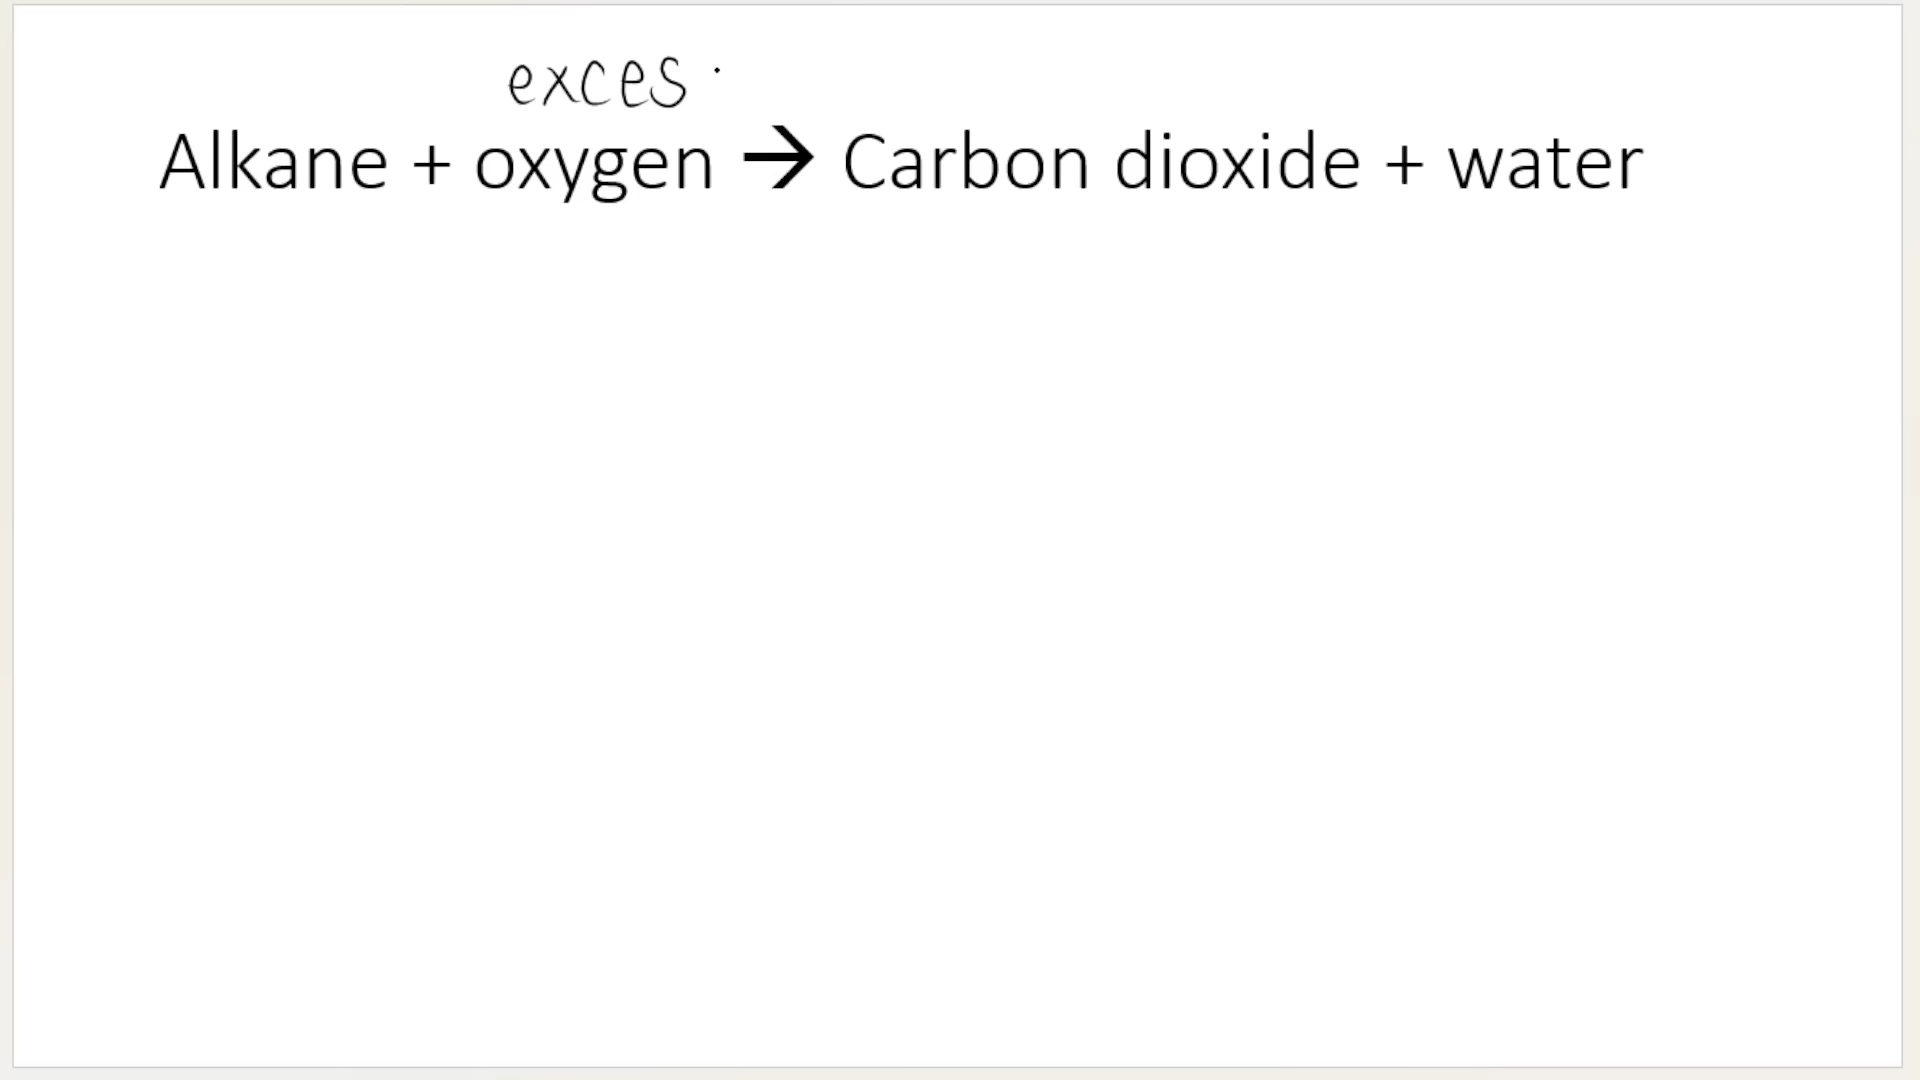 exces
Alkane + oxygen → Carbon dioxide + water